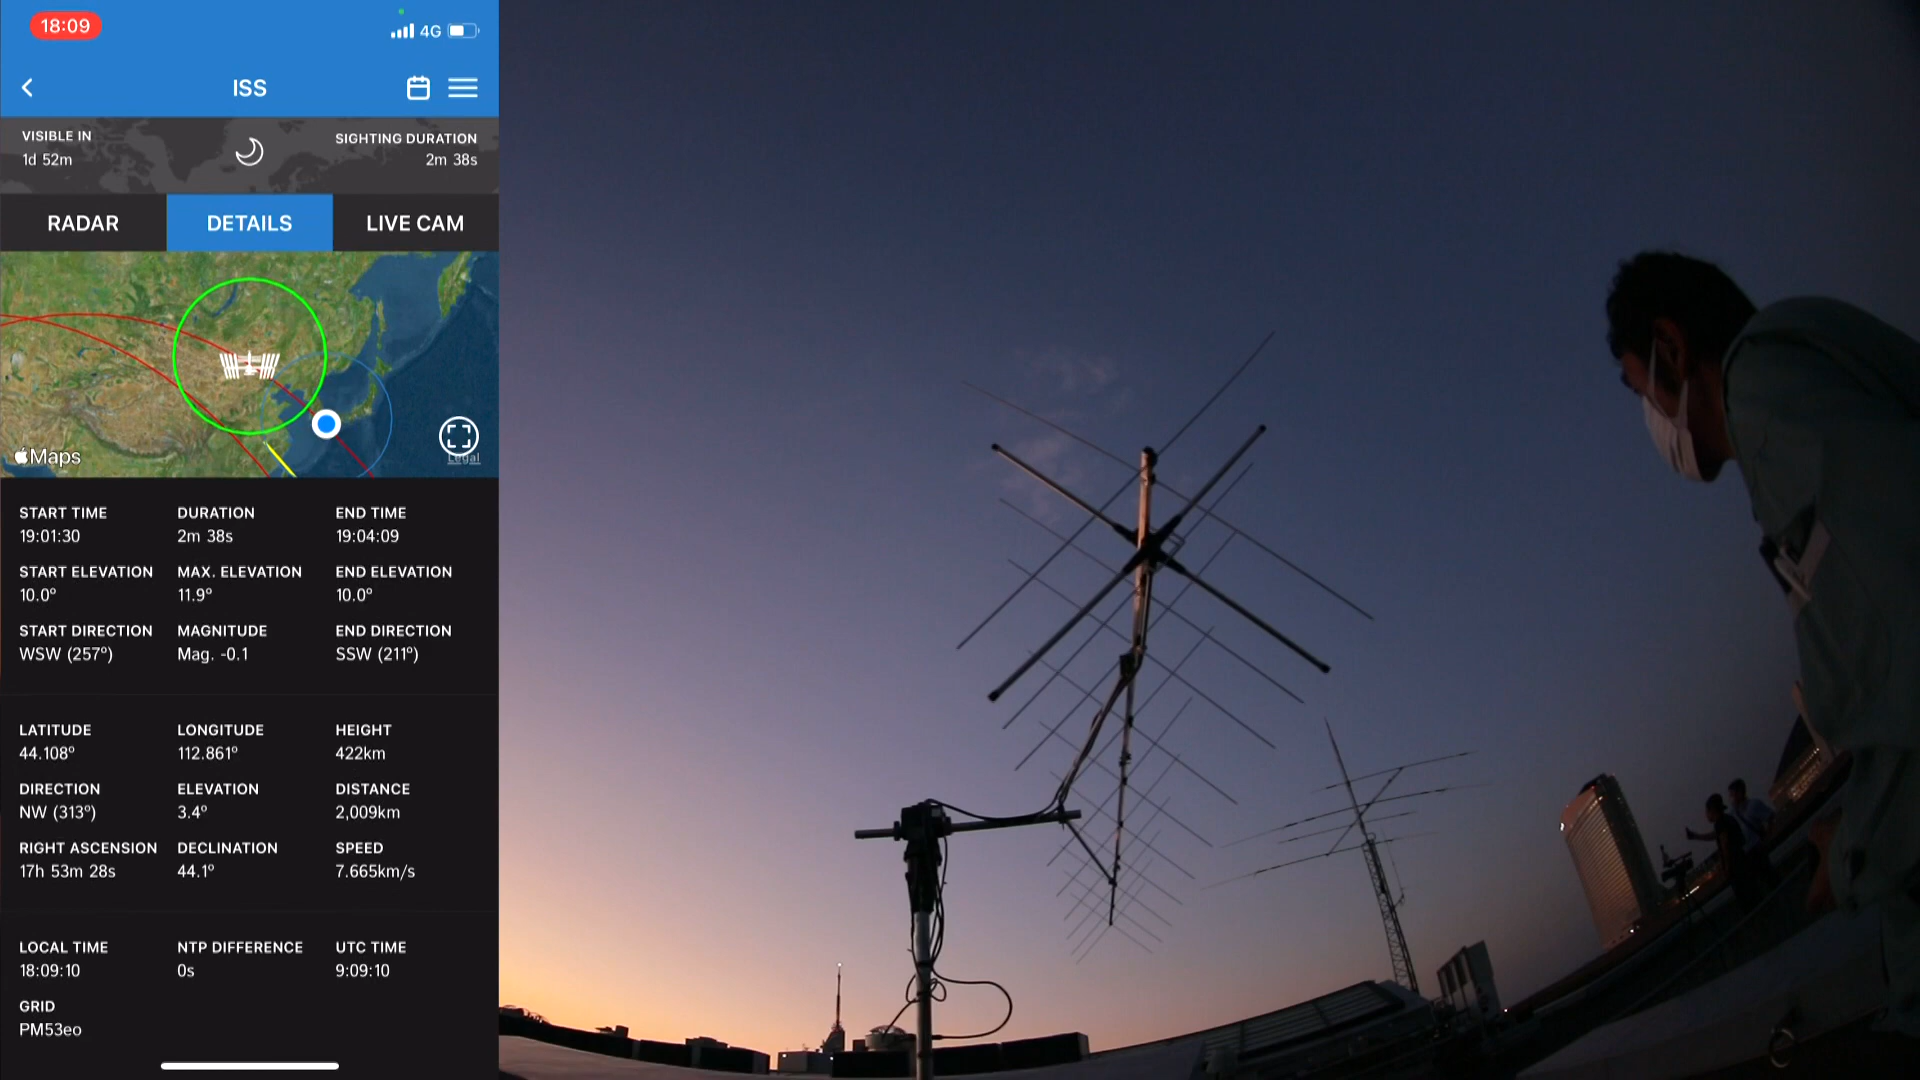 18:09
4G
ISS
VISIBLE IN
1d 52m
SIGHTING DURATION
2m 38s
RADAR DETAILS LIVE CAM
Maps
Legal
START TIME DURATION END TIME
19:01:30 2m 38s 19:04:09
START ELEVATION MAX. ELEVATION END ELEVATION
10.0° 11.9° 10.0°
START DIRECTION MAGNITUDE END DIRECTION
WSW (257°) Mag. -0.1 SSW (211°)
LATITUDE LONGITUDE HEIGHT
44.108° 112.861° 422km
DIRECTION ELEVATION DISTANCE
NW (313°) 3.4° 2,009km
RIGHT ASCENSION DECLINATION SPEED
17h 53m 28s 44.1° 7.665km/s
LOCAL TIME NTP DIFFERENCE UTC TIME
18:09:10 0s 9:09:10
GRID
PM53eo